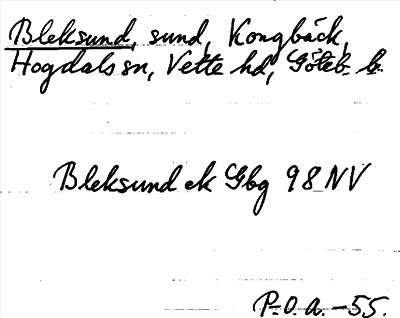 Bleksund, sund, Kongbäck,
Hogdals sn, Vette hd, Göteb. b.
Bleksund ek Gbg 98 NV
P.O.A. -55.